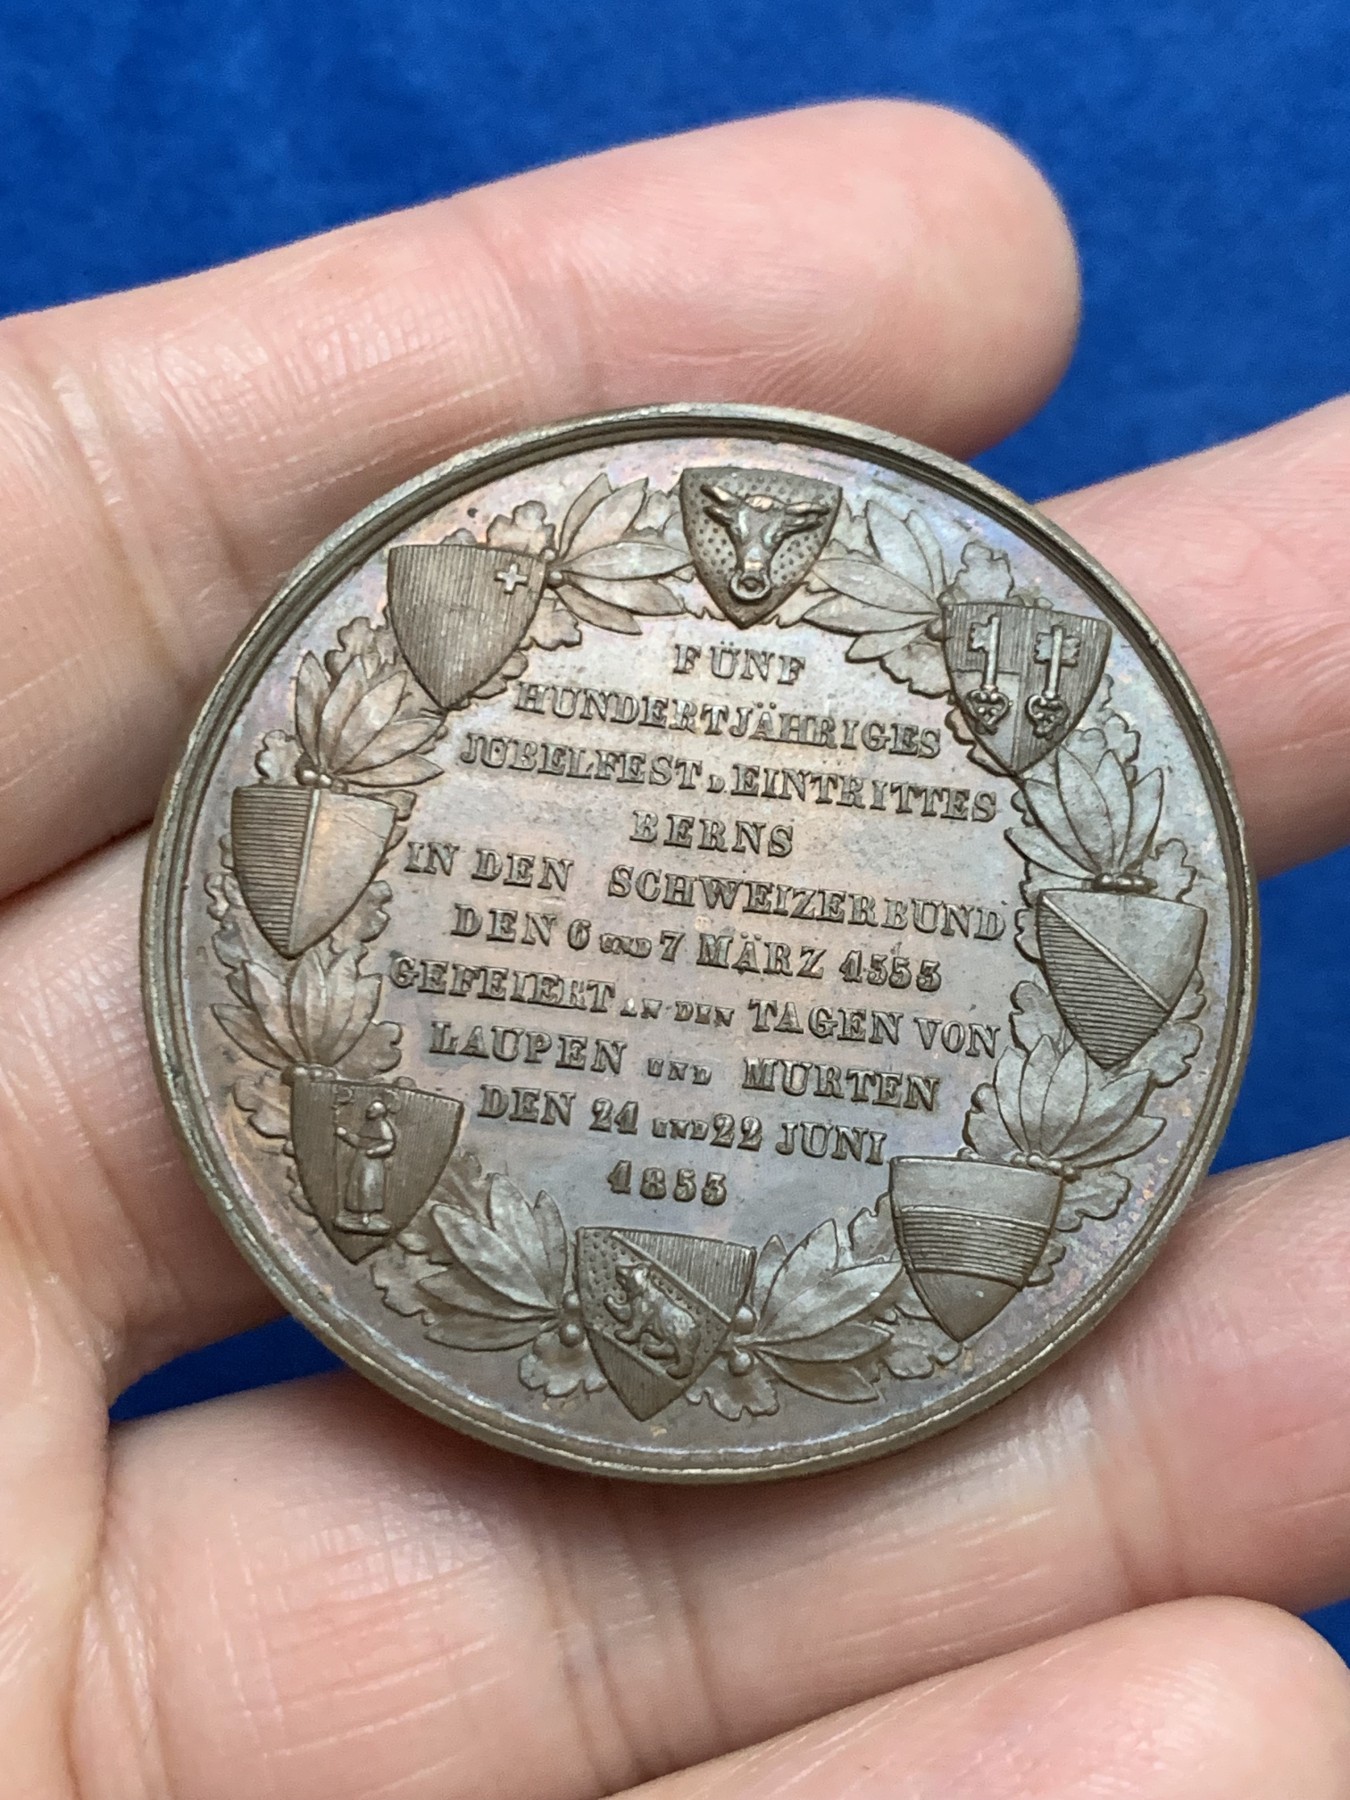 FÜNF
HUNDERTJÄHRIGES
JUBELFEST D. EINTRITTES
BERNS
IN DEN SCHWEIZERBUND
DEN 6 UND 7 MÄRZ 1353
GEFEIERT AN DEN TAGEN VON
LAUPEN UND MURTEN
DEN 21 UND 22 JUNI
1853